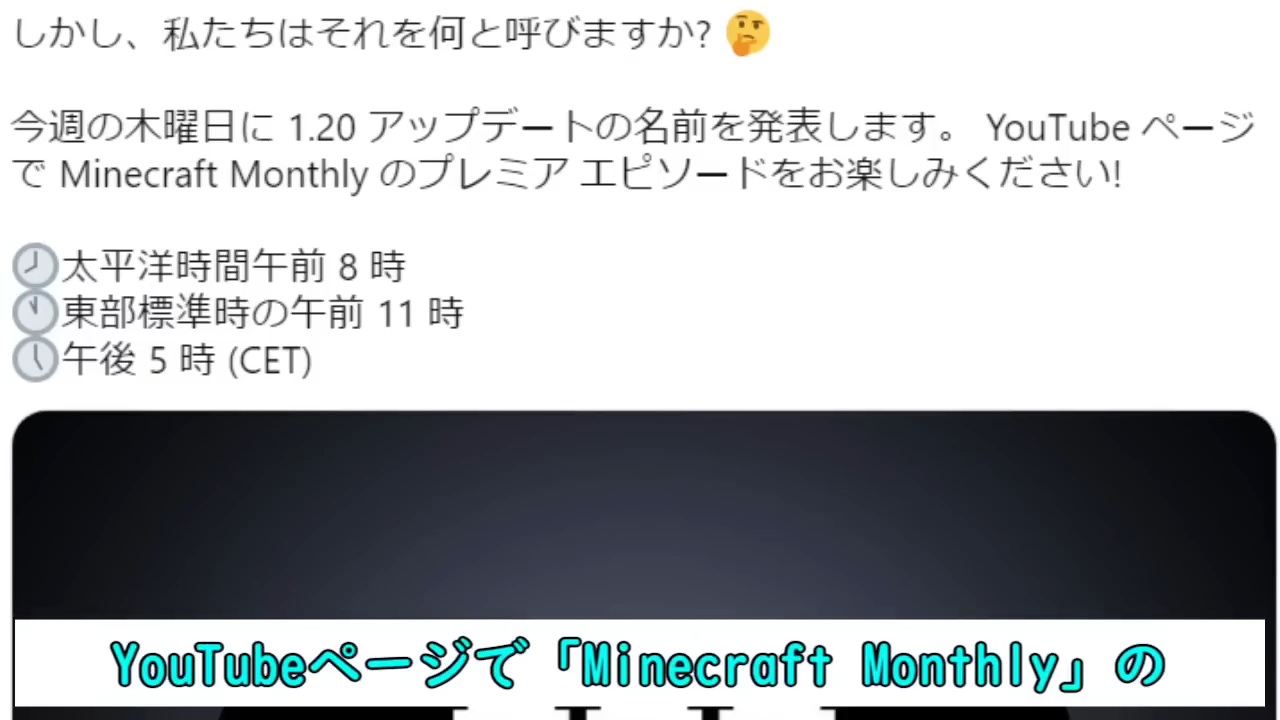 しかし、私たちはそれを何と呼びますか? 🤔
今週の木曜日に 1.20 アップデートの名前を発表します。 YouTube ページ
で Minecraft Monthly のプレミア エピソードをお楽しみください!
🕗太平洋時間午前 8 時
🕚東部標準時の午前 11 時
🕔午後 5 時 (CET)
YouTubeページで「Minecraft Monthly」の